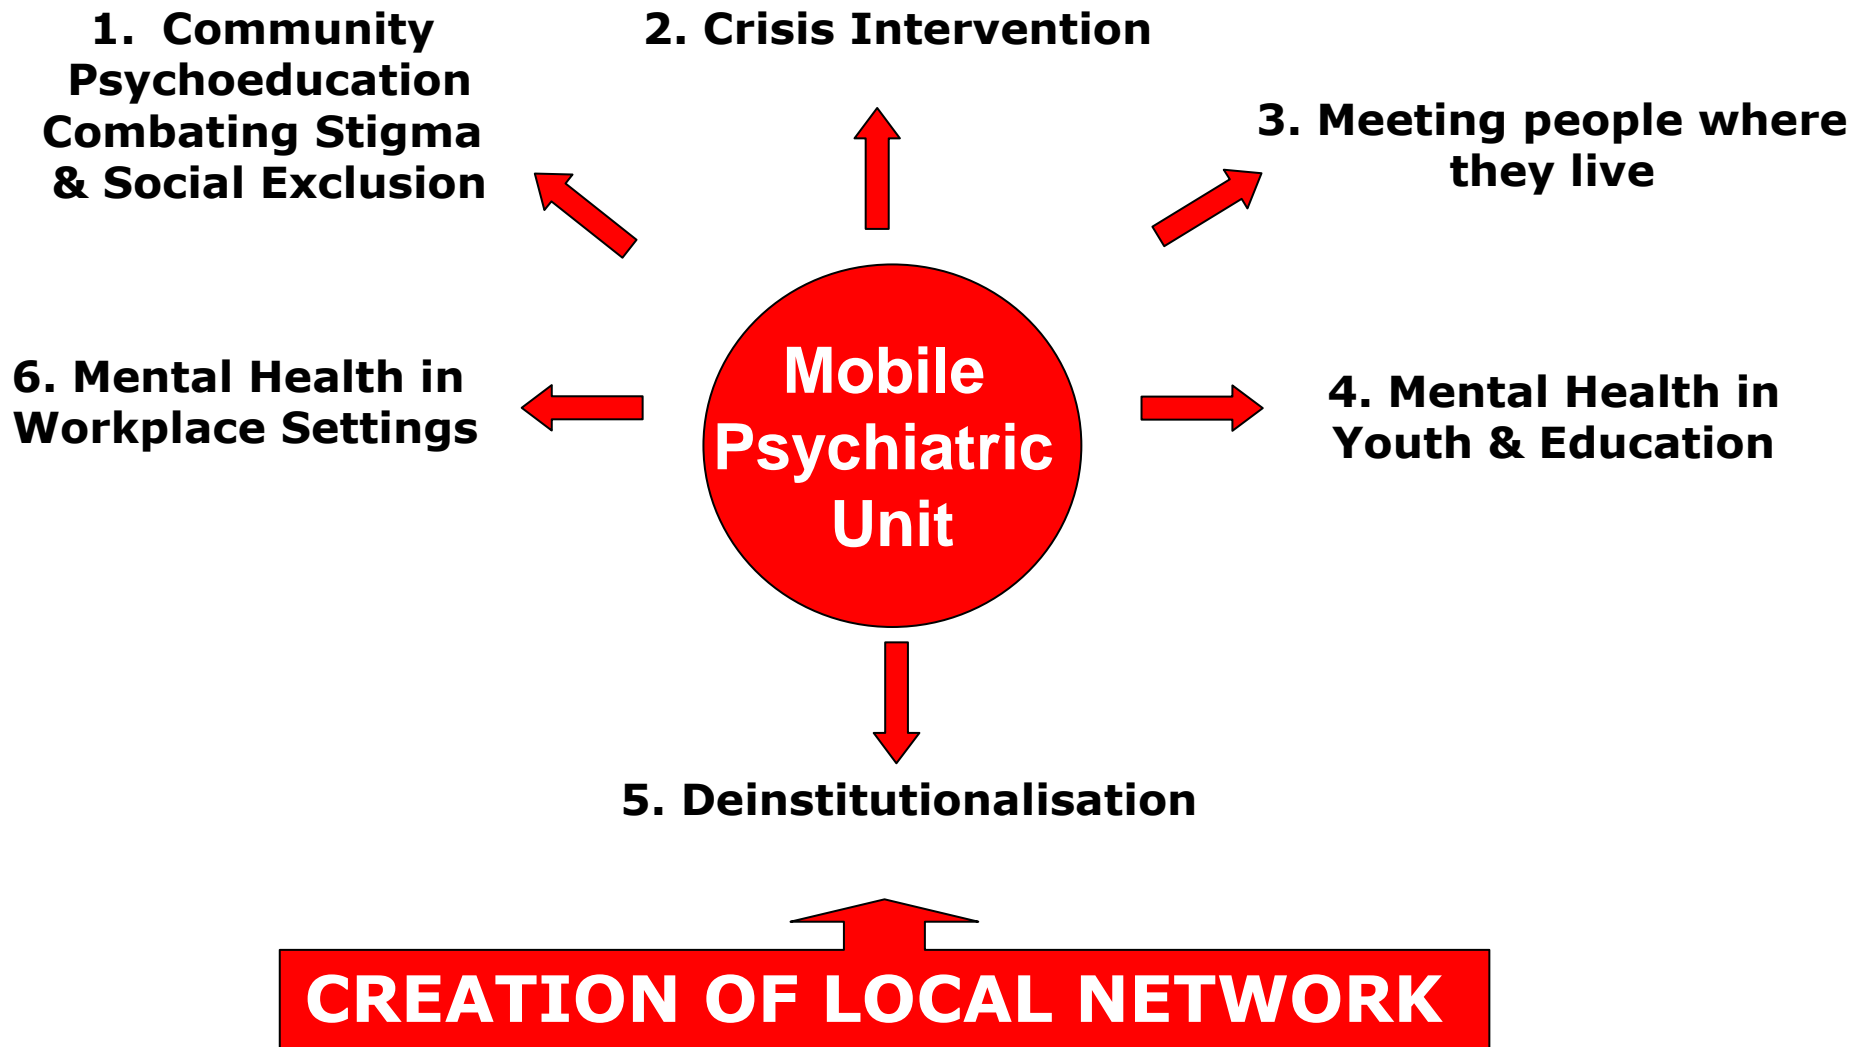 1. Community
Psychoeducation
Combating Stigma
& Social Exclusion
2. Crisis Intervention
3. Meeting people where
they live
6. Mental Health in
Workplace Settings
Mobile
Psychiatric
Unit
4. Mental Health in
Youth & Education
5. Deinstitutionalisation
CREATION OF LOCAL NETWORK